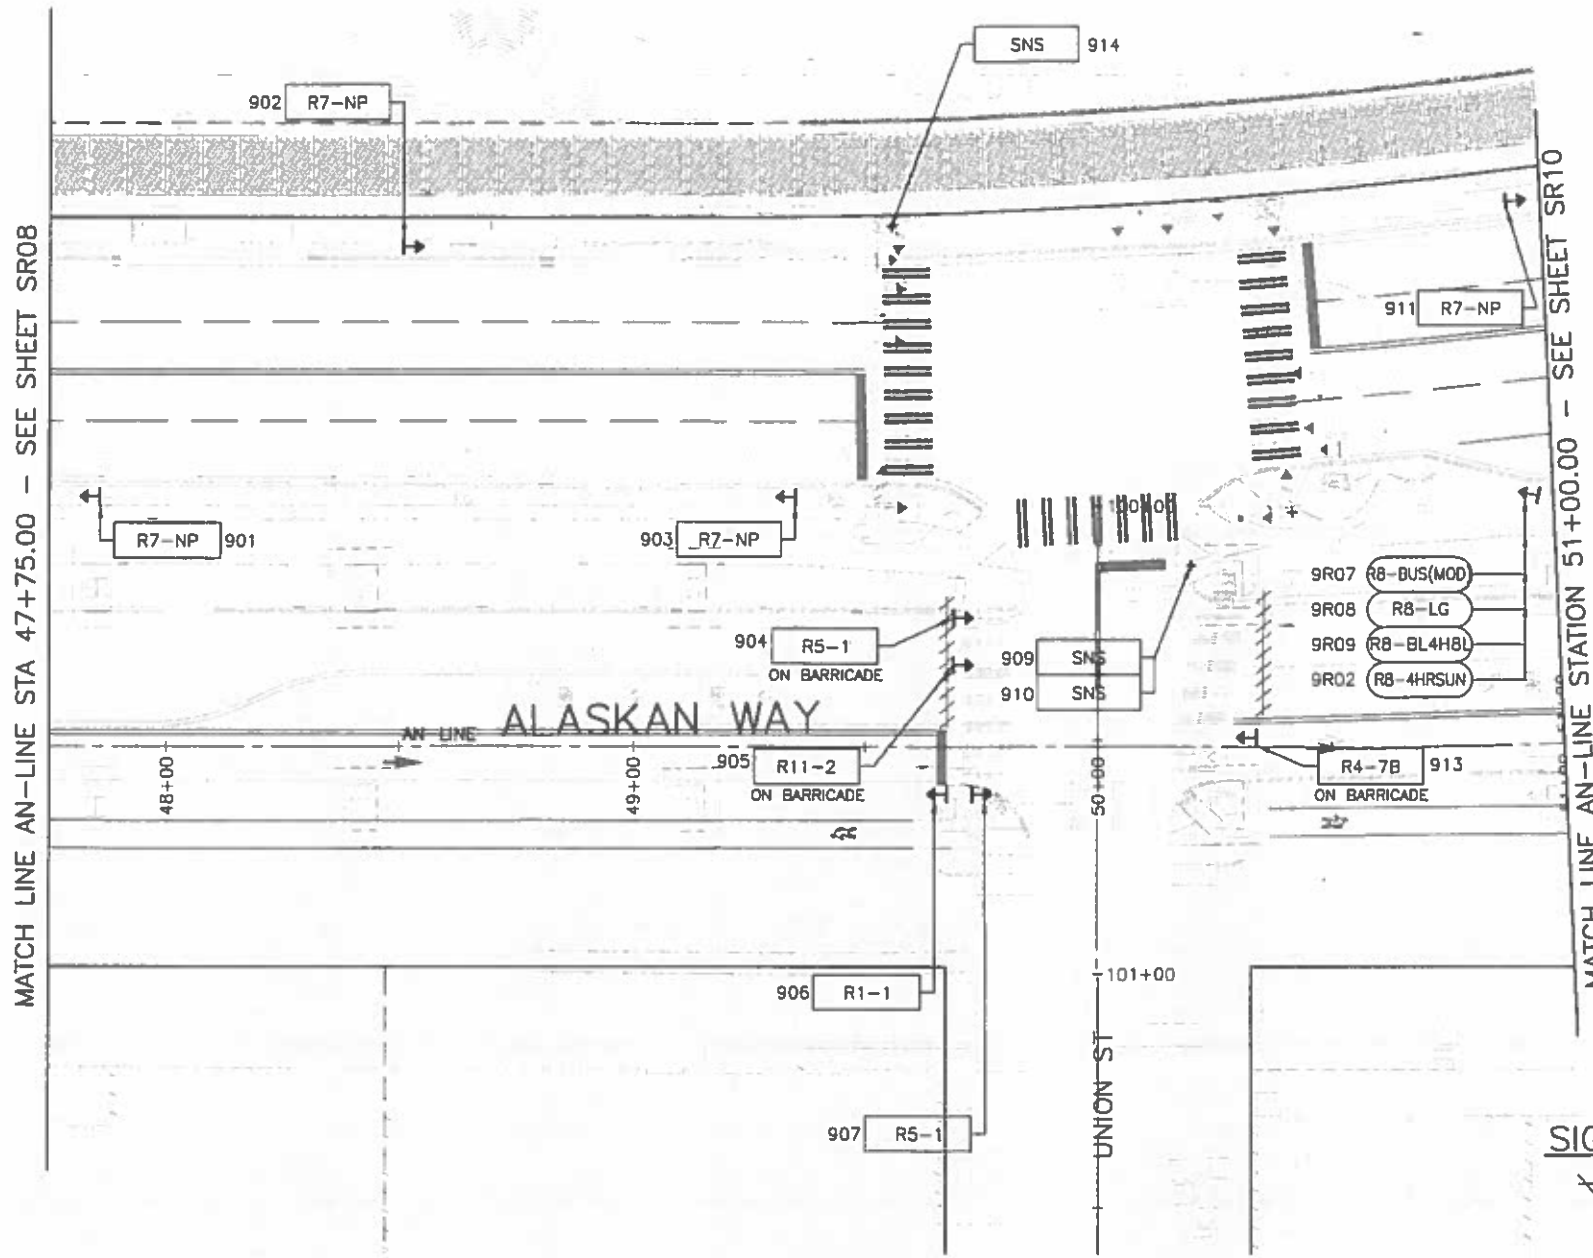 SNS 914
902 R7-NP
MATCH LINE AN-LINE STA 47+75.00 - SEE SHEET SR08
MATCH LINE AN-LINE STATION 51+00.00 - SEE SHEET SR10
911 R7-NP
R7-NP 901
903 R7-NP
100+00
9R07 R8-BUS(MOD)
9R08 R8-LG
9R09 R8-BL4H8L
9R02 R8-4HRSUN
904 R5-1
ON BARRICADE
909 SNS
910 SNS
ALASKAN WAY
AN LINE
905 R11-2
ON BARRICADE
R4-7B 913
ON BARRICADE
48+00
49+00
50+00
906 R1-1
101+00
UNION ST
907 R5-1